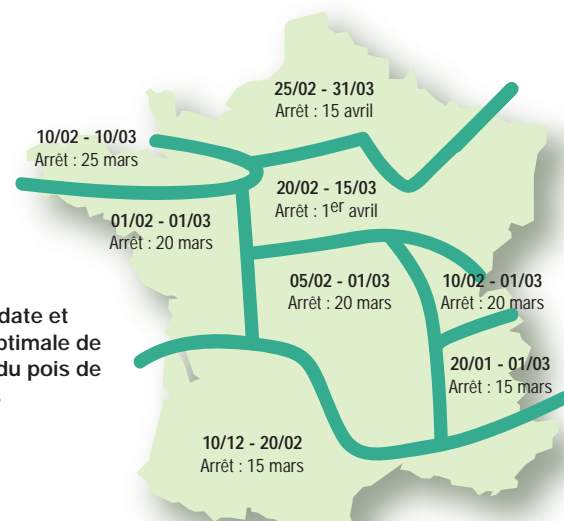 25/02 - 31/03
Arrêt : 15 avril
10/02 - 10/03
Arrêt : 25 mars
20/02 - 15/03
Arrêt : 1er avril
01/02 - 01/03
Arrêt : 20 mars
05/02 - 01/03
Arrêt : 20 mars
10/02 - 01/03
Arrêt : 20 mars
date et
ptimale de
du pois de
20/01 - 01/03
Arrêt : 15 mars
10/12 - 20/02
Arrêt : 15 mars